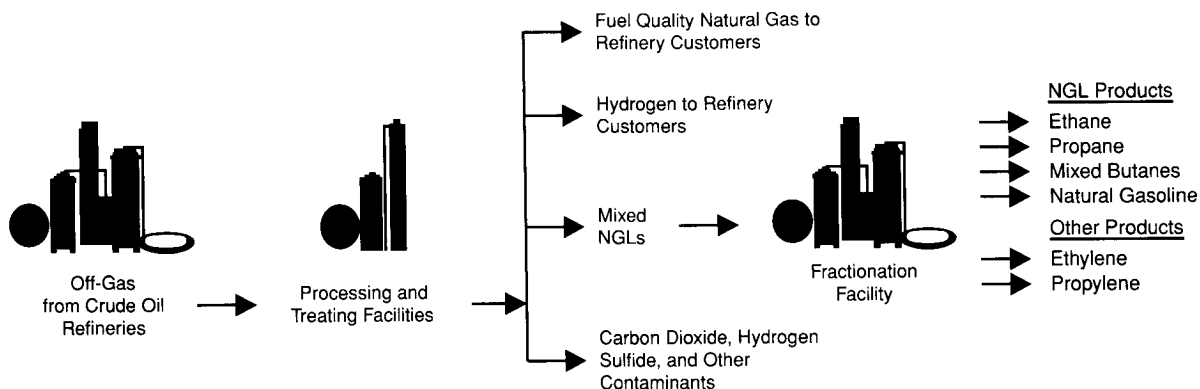 Off-Gas
from Crude Oil
Refineries
Processing and
Treating Facilities
Fuel Quality Natural Gas to
Refinery Customers
Hydrogen to Refinery
Customers
Mixed
NGLs
Carbon Dioxide, Hydrogen
Sulfide, and Other
Contaminants
Fractionation
Facility
NGL Products
Ethane
Propane
Mixed Butanes
Natural Gasoline
Other Products
Ethylene
Propylene